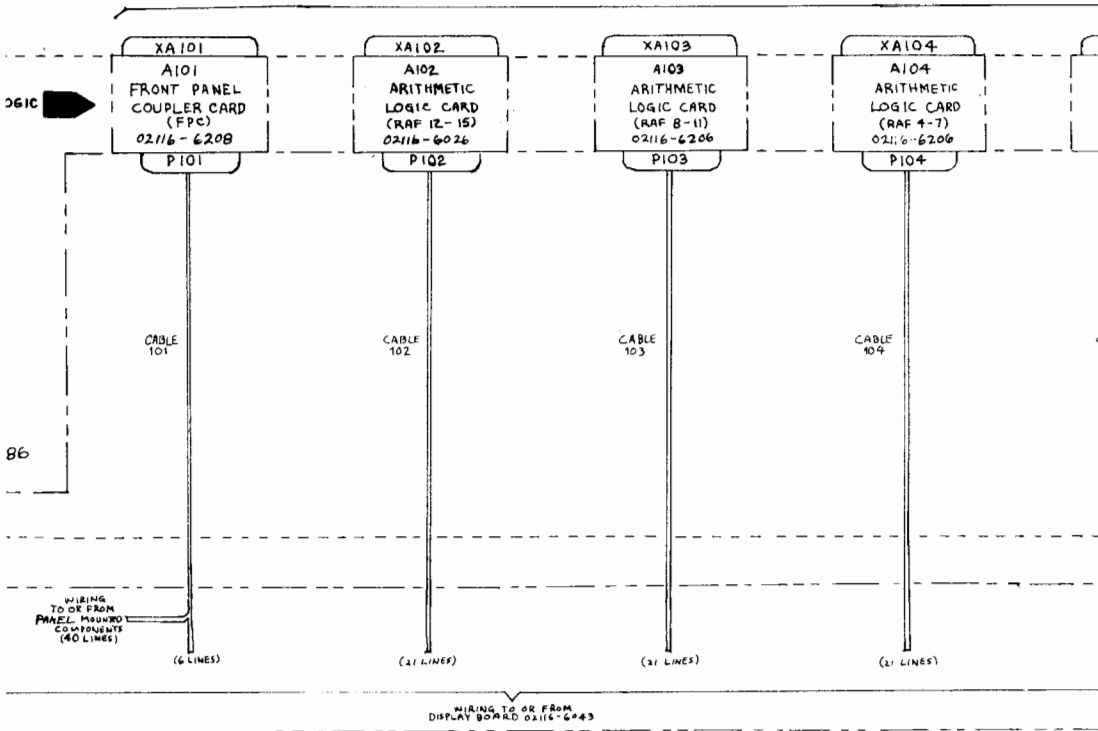 XA101
A101
FRONT PANEL
COUPLER CARD
(FPC)
02116-6208
P101
XA102
A102
ARITHMETIC
LOGIC CARD
(RAF 12-15)
02116-6026
P102
XA103
A103
ARITHMETIC
LOGIC CARD
(RAF 8-11)
02116-6206
P103
XA104
A104
ARITHMETIC
LOGIC CARD
(RAF 4-7)
02116-6206
P104
OGIC
CABLE
101
CABLE
102
CABLE
103
CABLE
104
86
WIRING
TO OR FROM
PANEL MOUNTD
COMPONENTS
(40 LINES)
(6 LINES)
(21 LINES)
(21 LINES)
(21 LINES)
WIRING TO OR FROM
DISPLAY BOARD 02116-6043